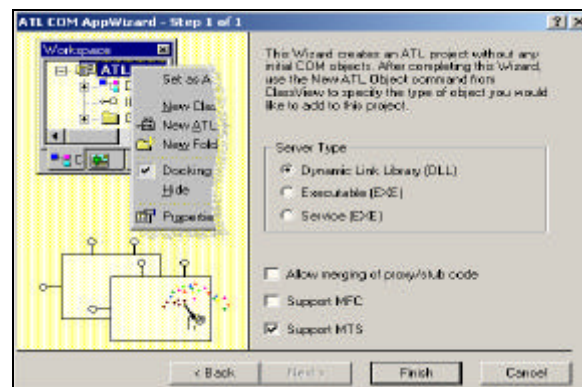 ATL COM AppWizard - Step 1 of 1
Workspace
ATL
Set as A
New Clas
New ATL
New Fold
Docking
Hide
Properties
This Wizard creates an ATL project without any
initial COM objects. After completing this Wizard,
use the New ATL Object command from
ClassView to specify the type of object you would
like to add to this project.
Server Type
Dynamic Link Library (DLL)
Executable (EXE)
Service (EXE)
Allow merging of proxy/stub code
Support MFC
Support MTS
< Back
Next >
Finish
Cancel